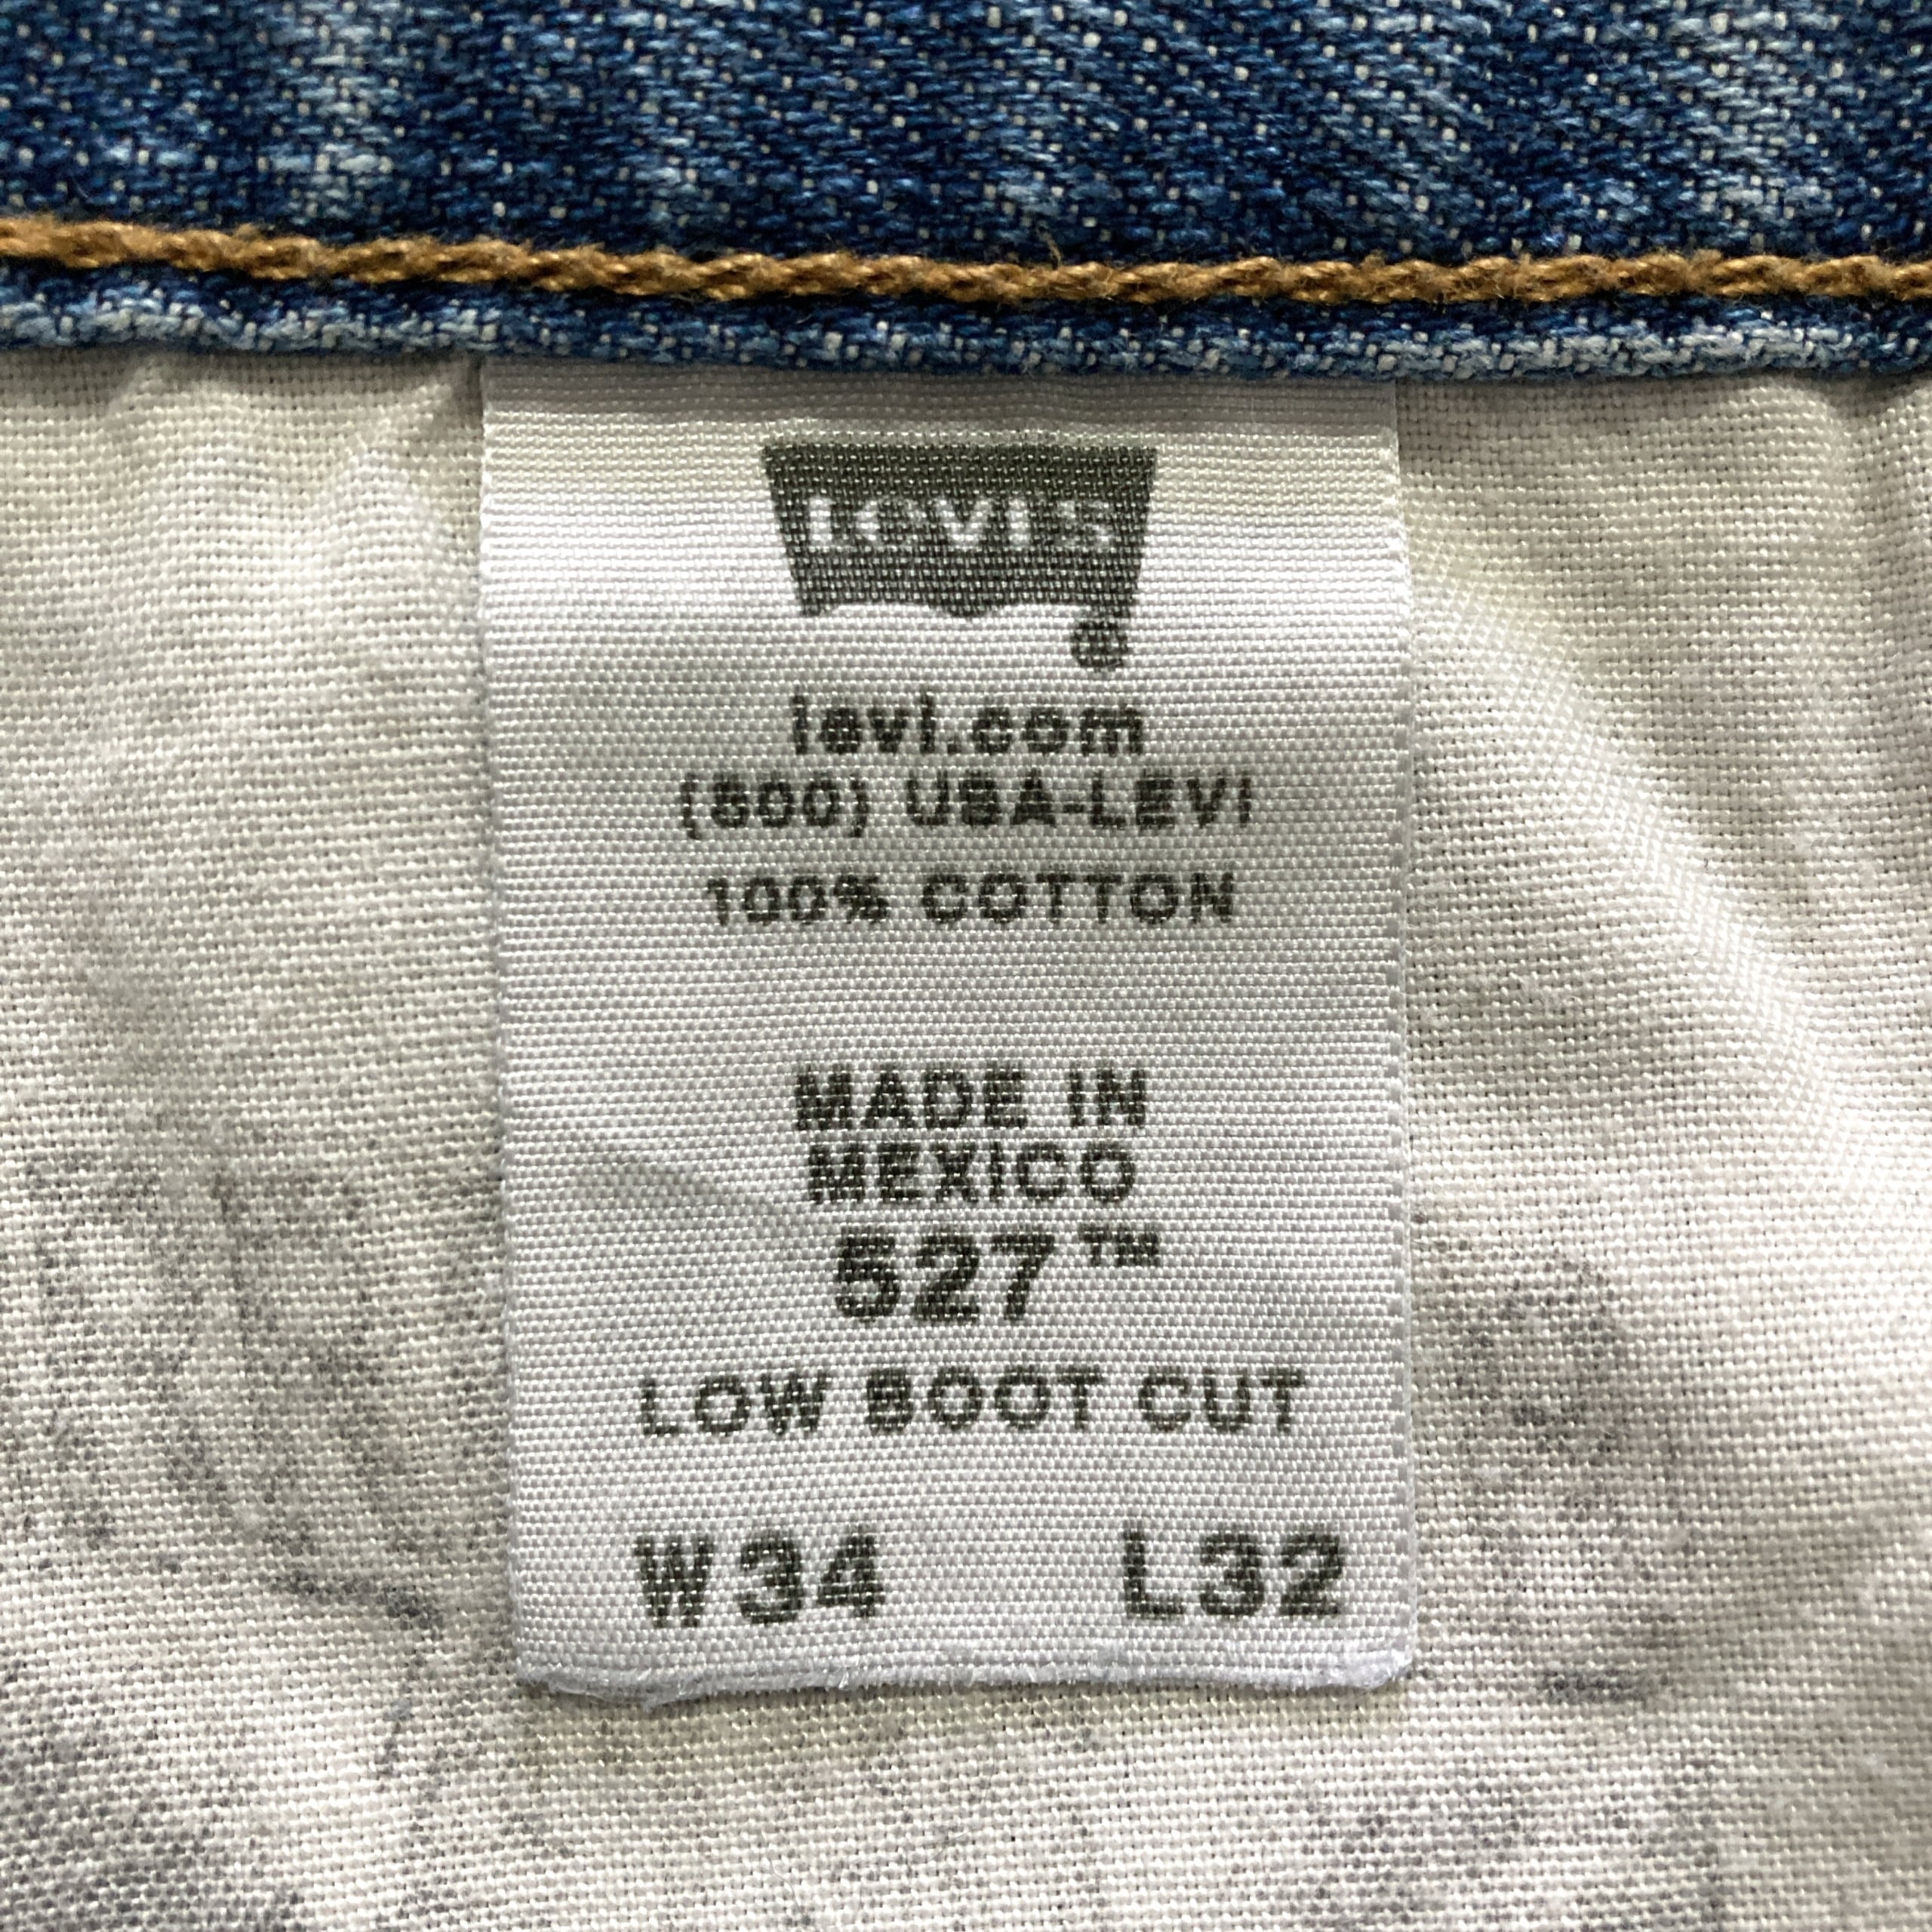 LEVI'S
®
levi.com
(800) USA-LEVI
100% COTTON
MADE IN
MEXICO
527™
LOW BOOT CUT
W34 L32